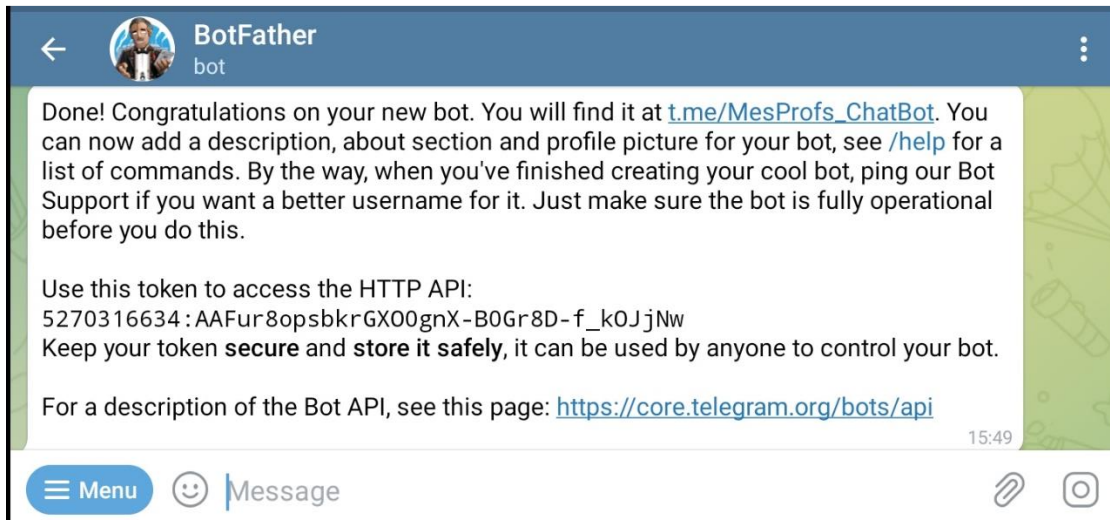 BotFather
bot
Done! Congratulations on your new bot. You will find it at t.me/MesProfs_ChatBot. You
can now add a description, about section and profile picture for your bot, see /help for a
list of commands. By the way, when you've finished creating your cool bot, ping our Bot
Support if you want a better username for it. Just make sure the bot is fully operational
before you do this.
Use this token to access the HTTP API:
5270316634:AAFur8opsbkrGXO0gnX-B0Gr8D-f_kOJjNw
Keep your token secure and store it safely, it can be used by anyone to control your bot.
For a description of the Bot API, see this page: https://core.telegram.org/bots/api
15:49
Menu
Message